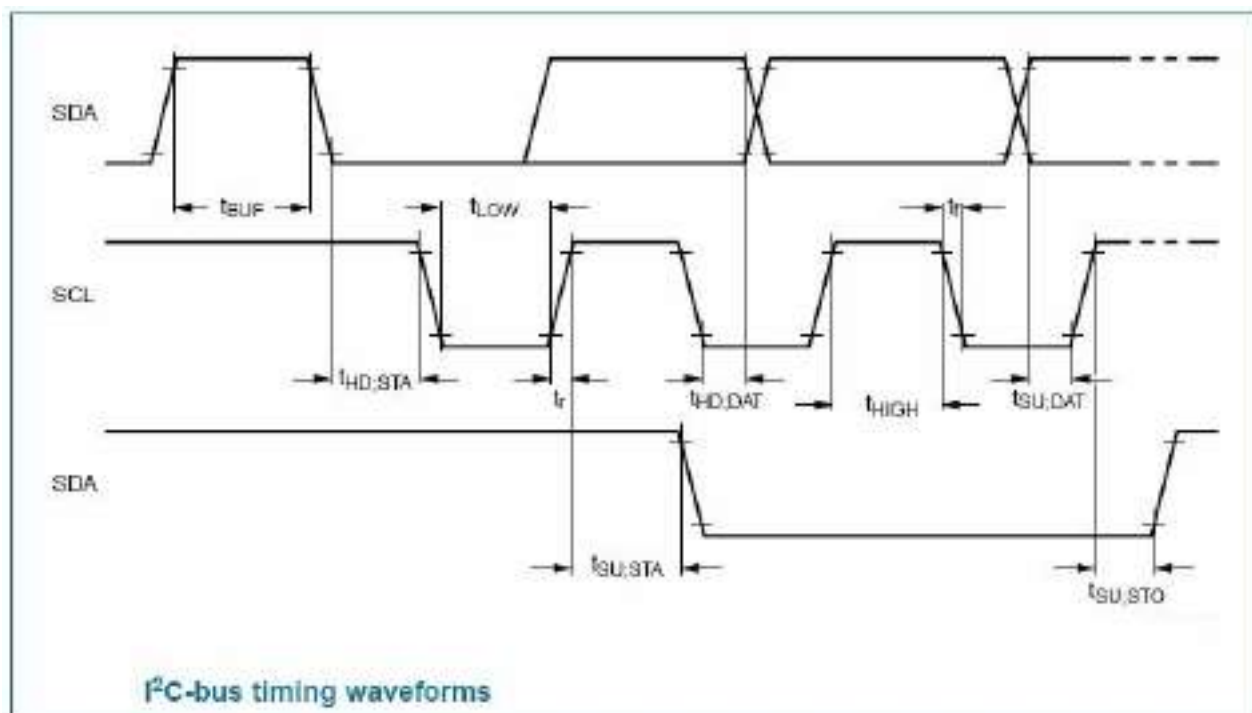 SDA
tBUF
tLOW
tf
SCL
tHD;STA
tr
tHD;DAT
tHIGH
tSU;DAT
SDA
tSU;STA
tSU;STO
I²C-bus timing waveforms